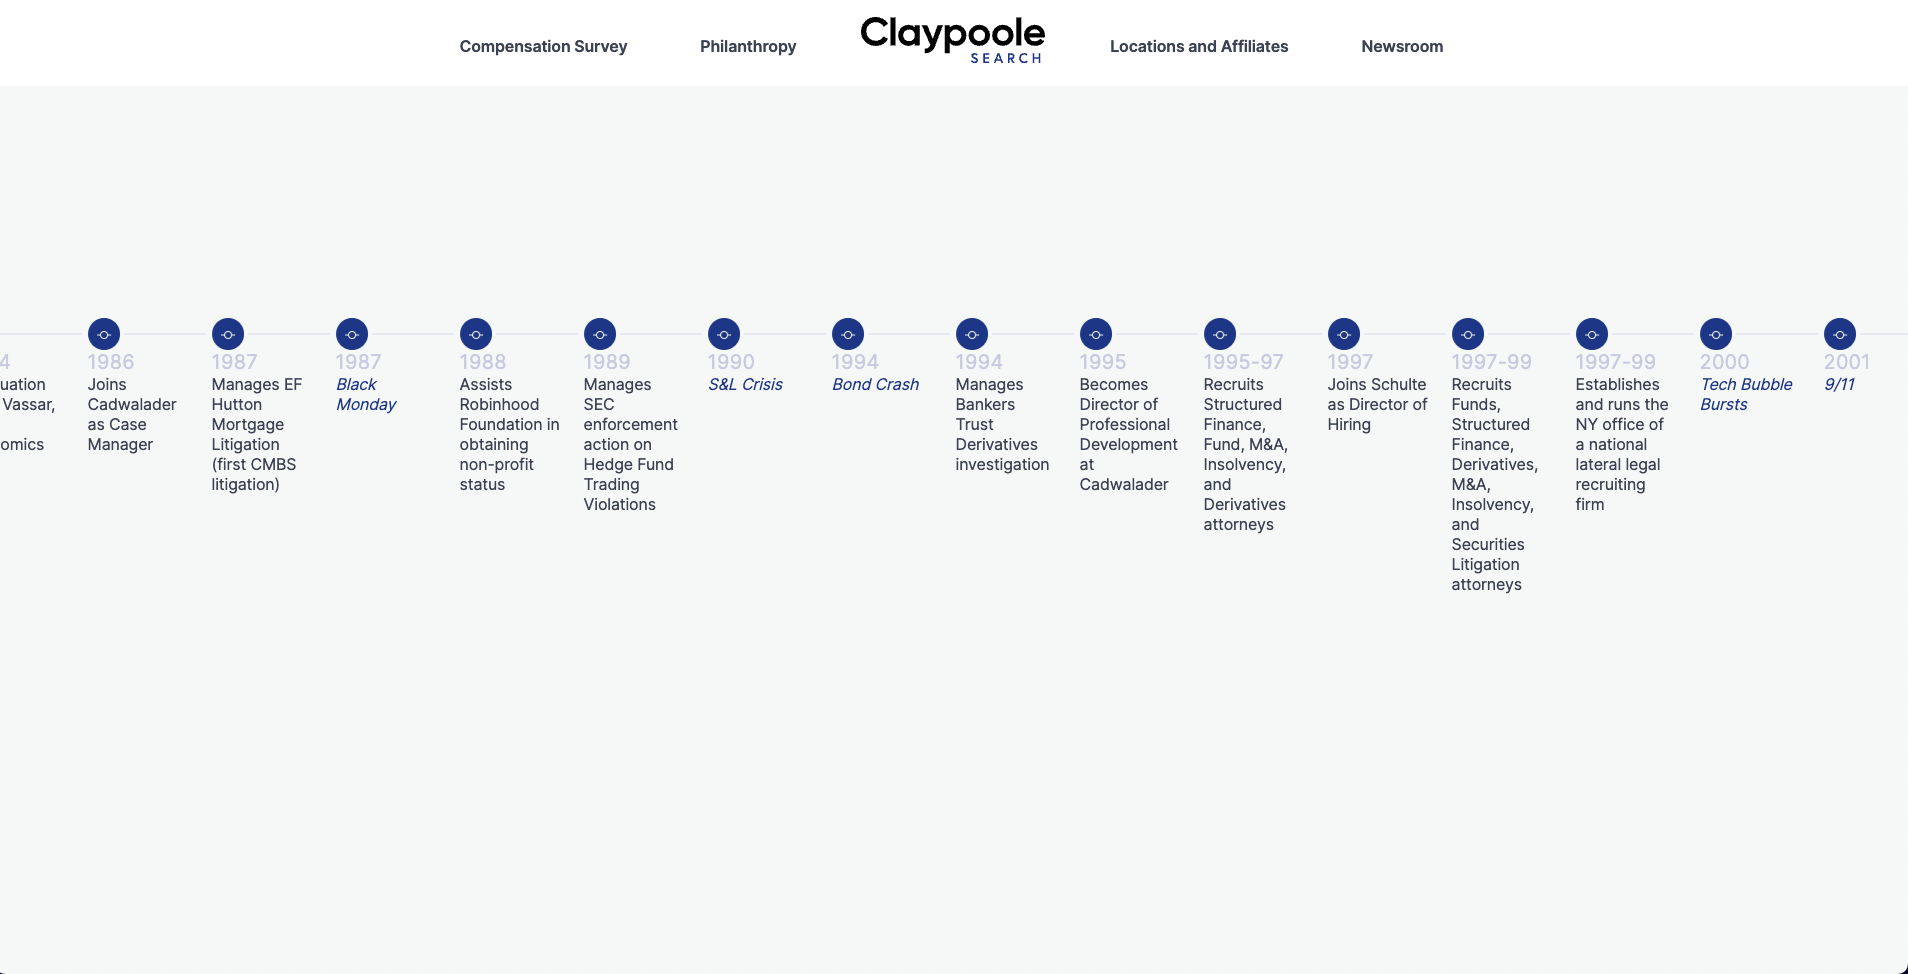 Compensation Survey
Philanthropy
Claypoole
SEARCH
Locations and Affiliates
Newsroom
4
uation
Vassar,
omics
1986
Joins
Cadwalader
as Case
Manager
1987
Manages EF
Hutton
Mortgage
Litigation
(first CMBS
litigation)
1987
Black
Monday
1988
Assists
Robinhood
Foundation in
obtaining
non-profit
status
1989
Manages
SEC
enforcement
action on
Hedge Fund
Trading
Violations
1990
S&L Crisis
1994
Bond Crash
1994
Manages
Bankers
Trust
Derivatives
investigation
1995
Becomes
Director of
Professional
Development
at
Cadwalader
1995-97
Recruits
Structured
Finance,
Fund, M&A,
Insolvency,
and
Derivatives
attorneys
1997
Joins Schulte
as Director of
Hiring
1997-99
Recruits
Funds,
Structured
Finance,
Derivatives,
M&A,
Insolvency,
and
Securities
Litigation
attorneys
1997-99
Establishes
and runs the
NY office of
a national
lateral legal
recruiting
firm
2000
Tech Bubble
Bursts
2001
9/11